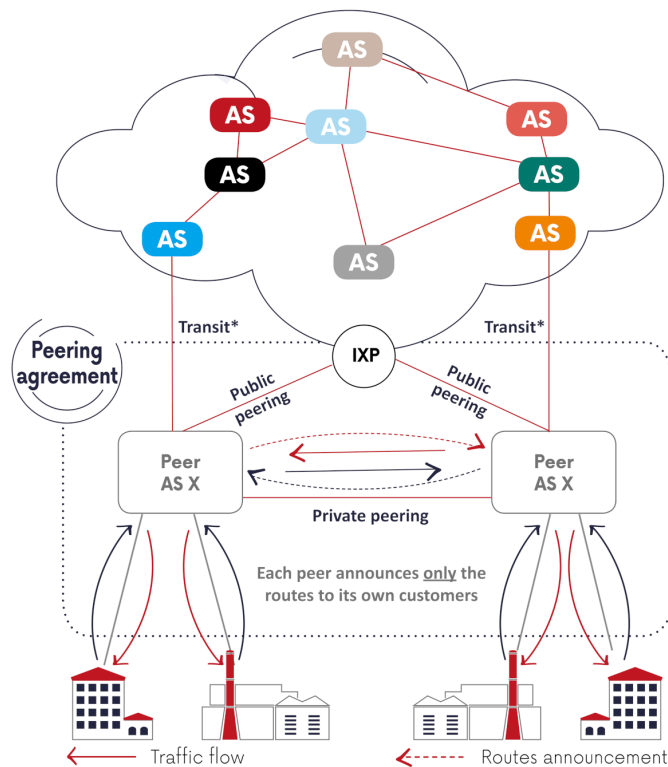 AS
AS
AS
AS
AS
AS
AS
AS
AS
Transit*
Transit*
Peering
agreement
IXP
Public
peering
Public
peering
Peer
AS X
Peer
AS X
Private peering
Each peer announces only the
routes to its own customers
Traffic flow
Routes announcement